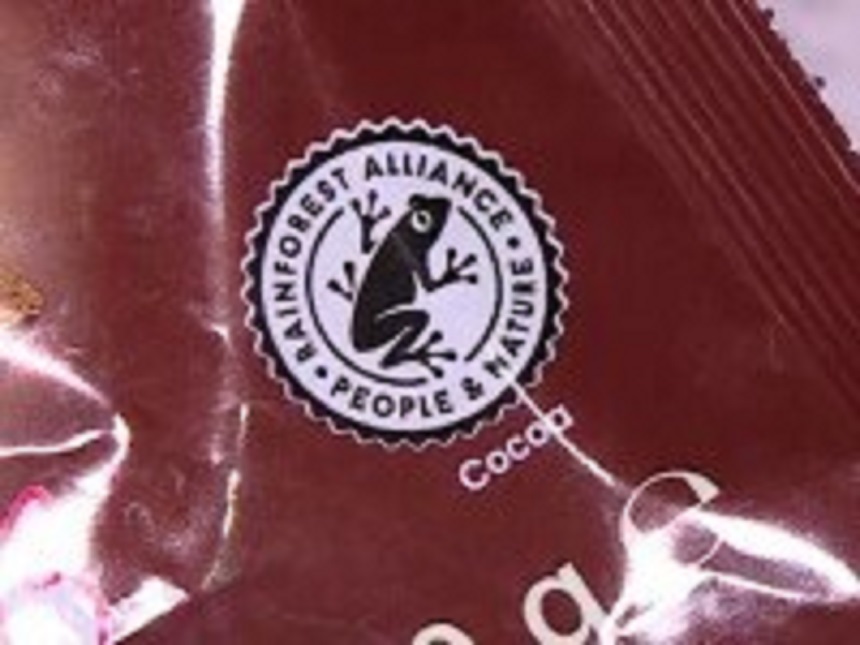 RAINFOREST ALLIANCE
• PEOPLE & NATURE •
Cocoa